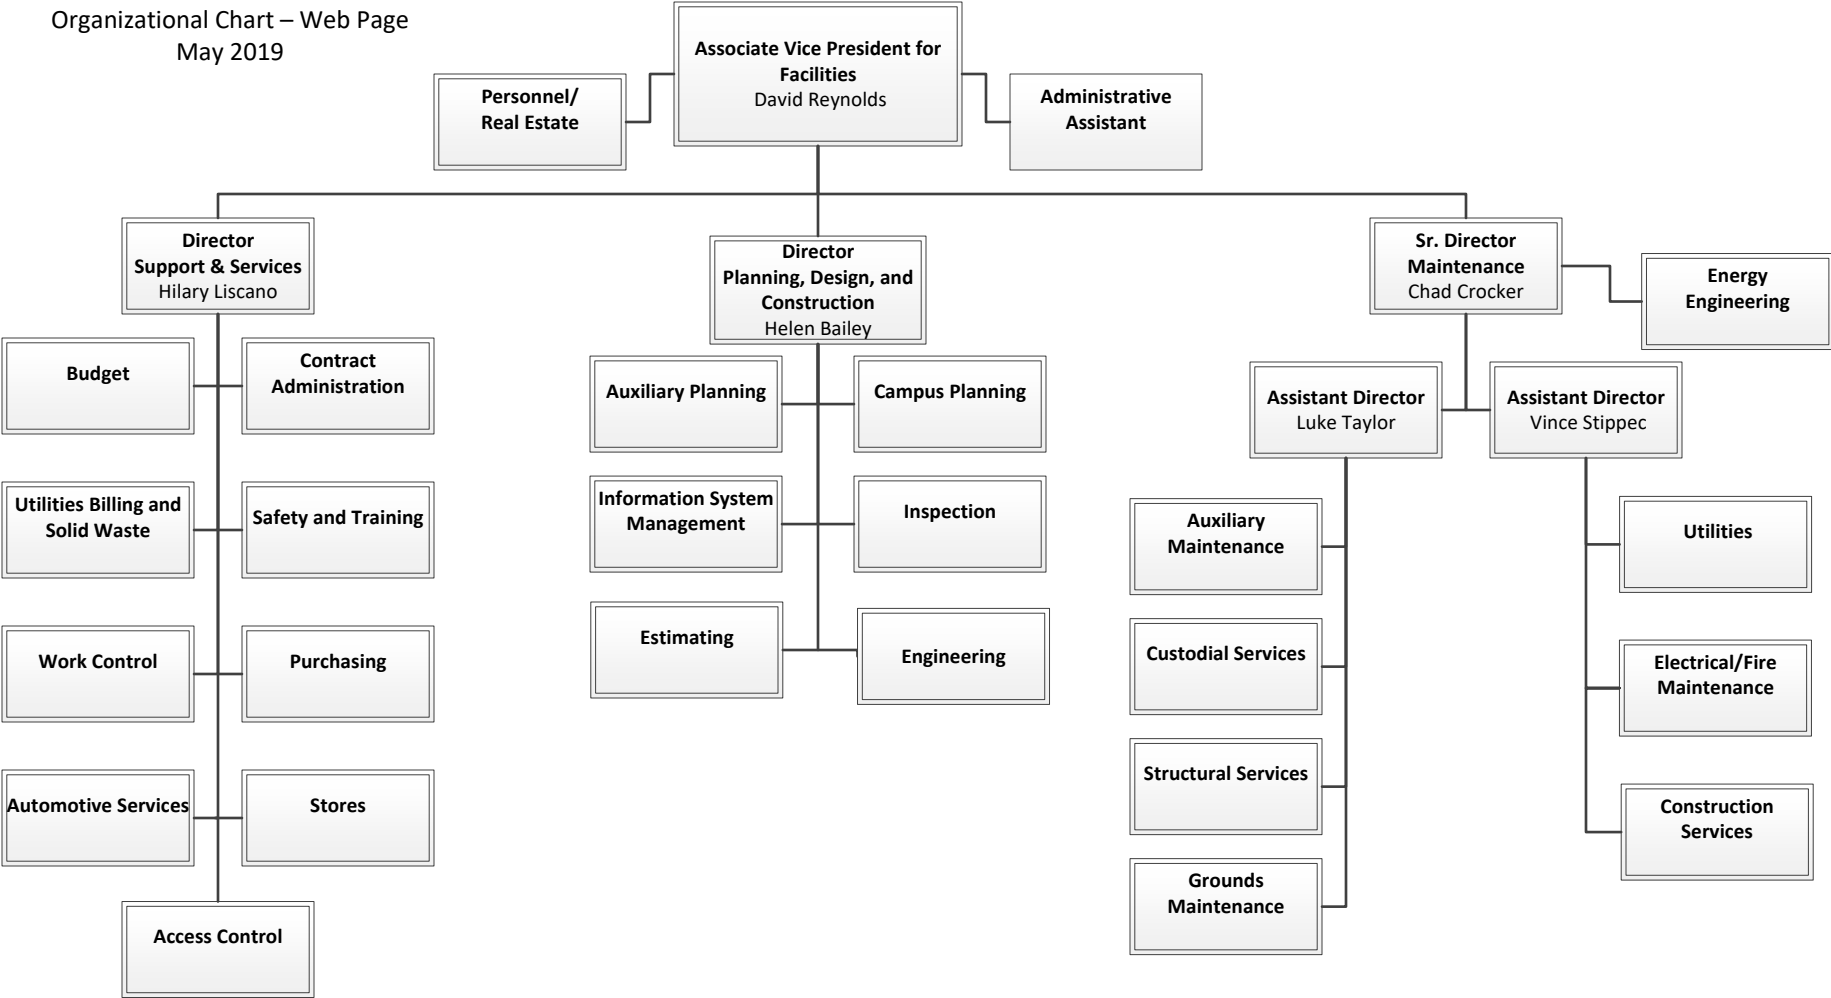 Organizational Chart – Web Page
May 2019
Associate Vice President for
Facilities
David Reynolds
Personnel/
Real Estate
Administrative
Assistant
Director
Support & Services
Hilary Liscano
Director
Planning, Design, and
Construction
Helen Bailey
Sr. Director
Maintenance
Chad Crocker
Energy
Engineering
Budget
Contract
Administration
Utilities Billing and
Solid Waste
Safety and Training
Work Control
Purchasing
Automotive Services
Stores
Access Control
Auxiliary Planning
Campus Planning
Information System
Management
Inspection
Estimating
Engineering
Assistant Director
Luke Taylor
Assistant Director
Vince Stippec
Auxiliary
Maintenance
Custodial Services
Structural Services
Grounds
Maintenance
Utilities
Electrical/Fire
Maintenance
Construction
Services